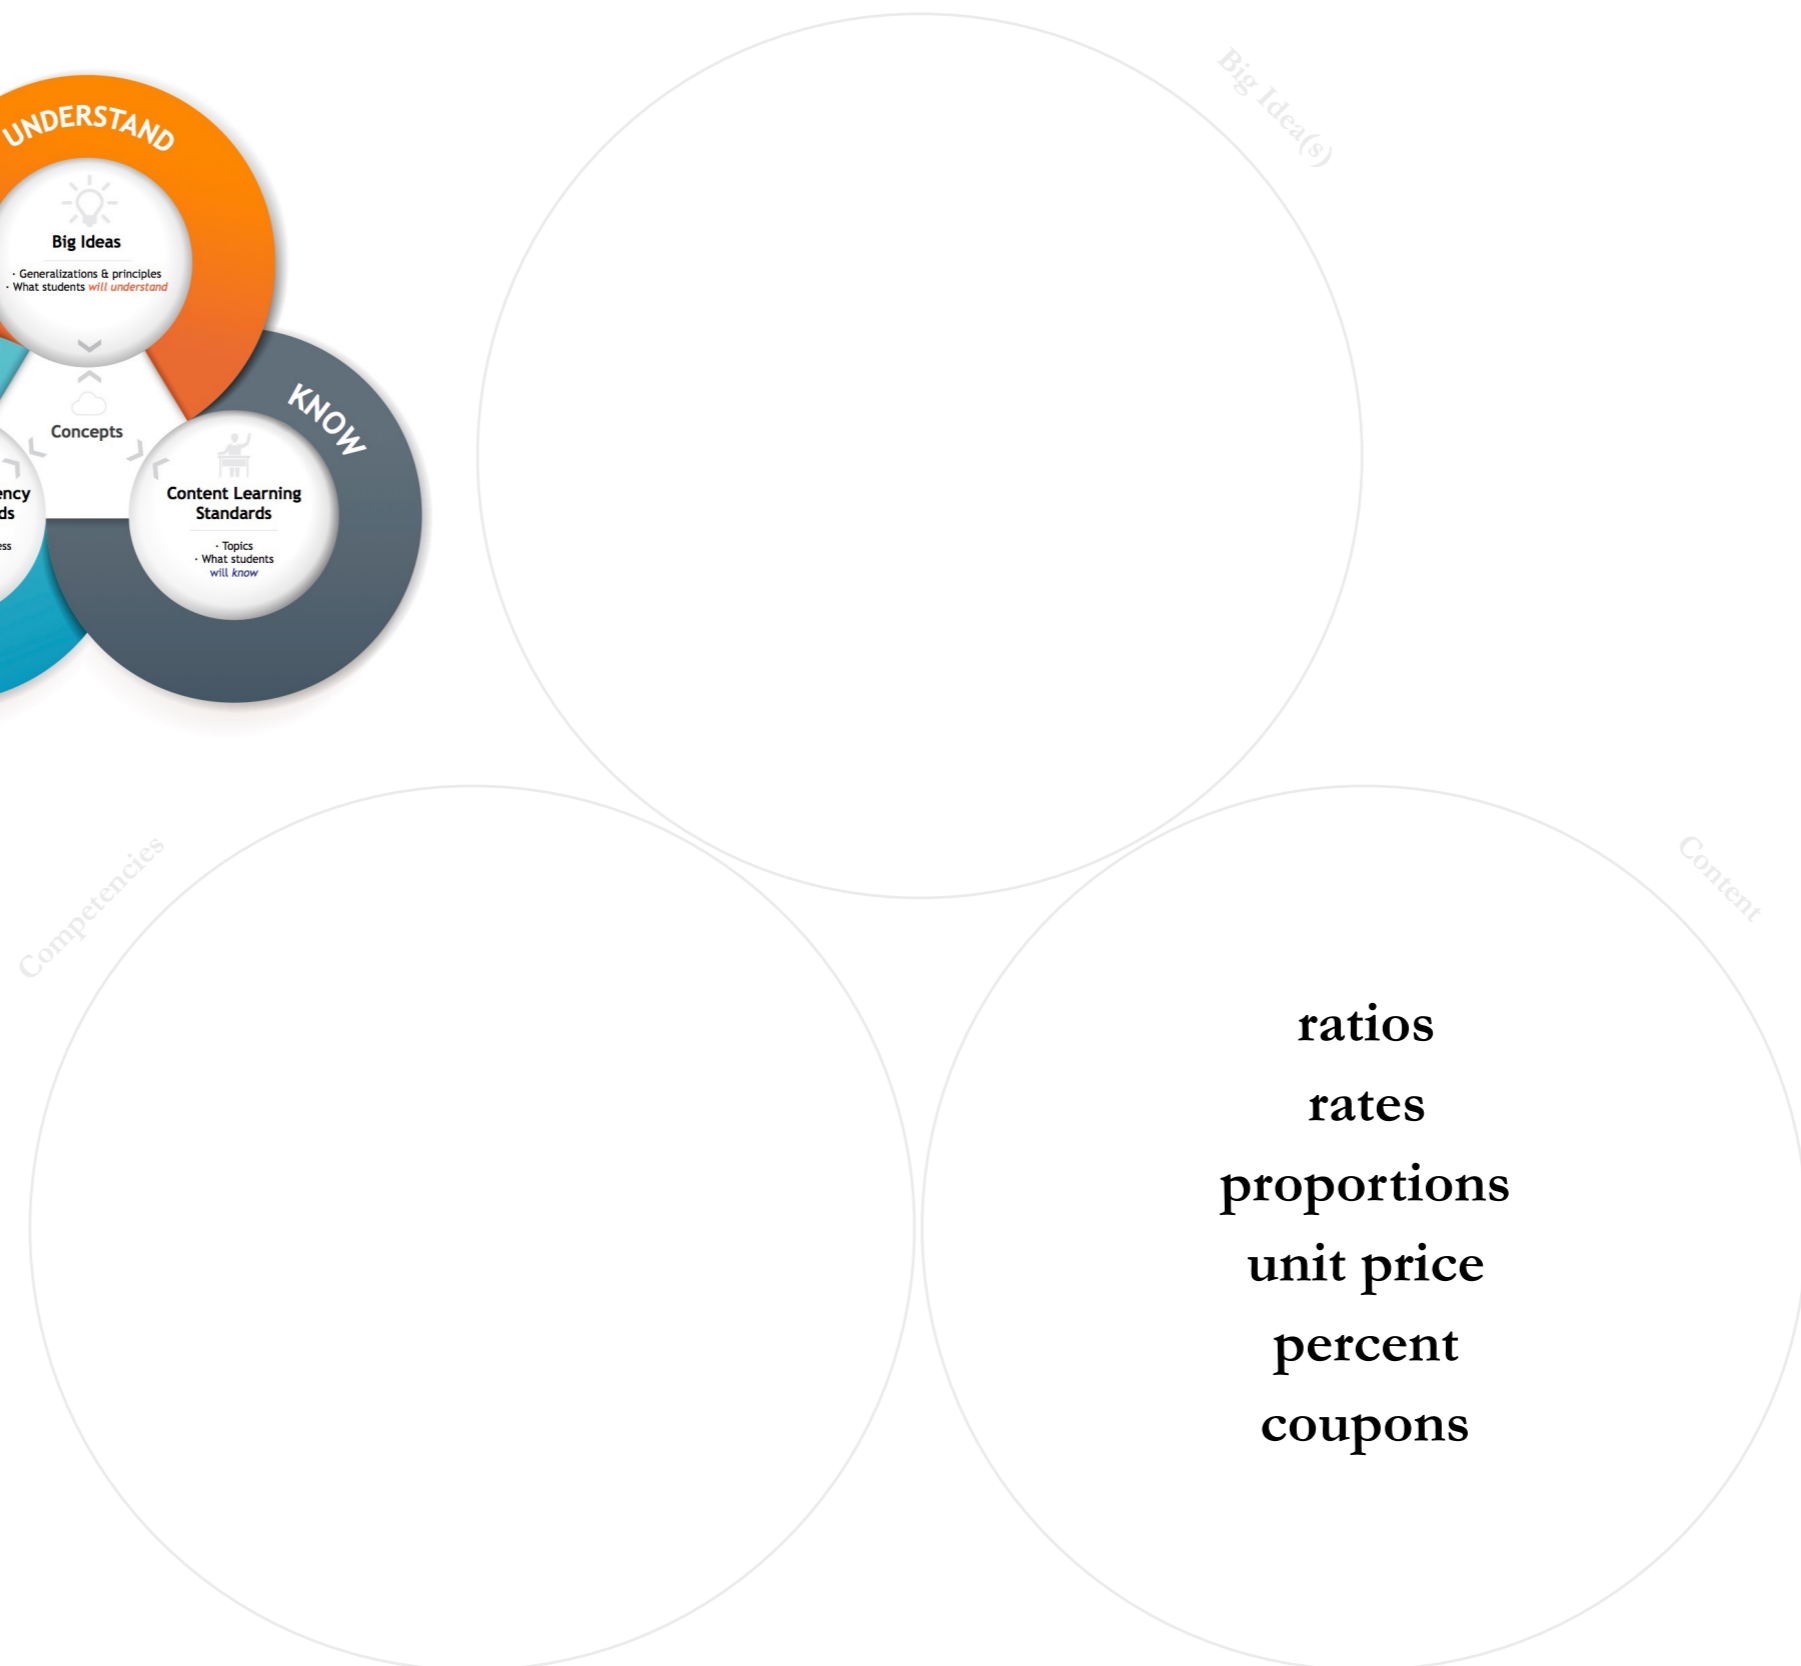 UNDERSTAND
Big Ideas
· Generalizations & principles
· What students will understand
Concepts
KNOW
ency
ds
ess
Content Learning
Standards
· Topics
· What students
will know
Big Idea(s)
Competencies
Content
ratios
rates
proportions
unit price
percent
coupons